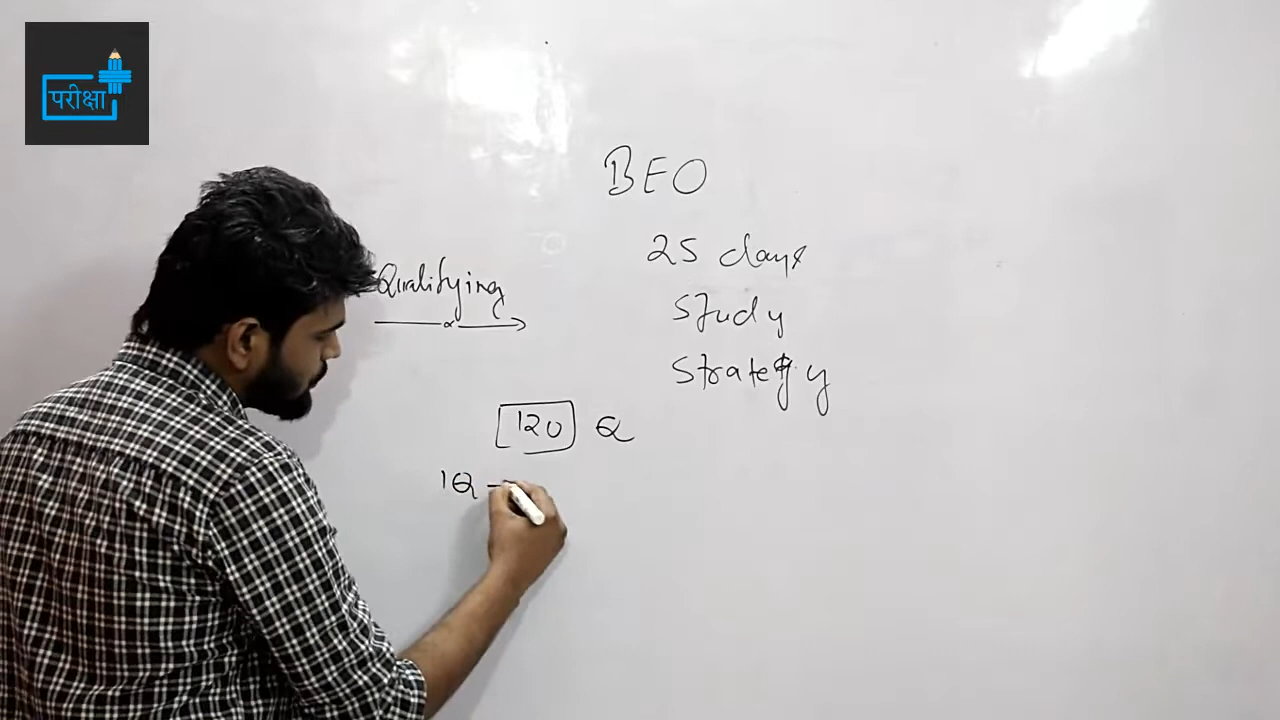 परीक्षा
BEO
25 days
Study
Strategy
Qualifying
120 Q
1Q -